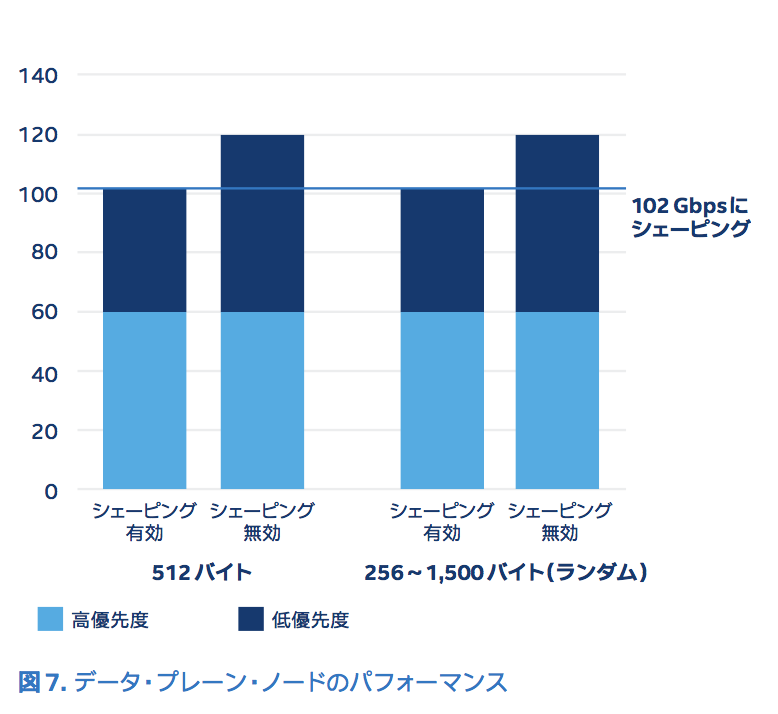 140
120
100
80
60
40
20
0
102 Gbpsに
シェーピング
シェーピング
有効
シェーピング
無効
シェーピング
有効
シェーピング
無効
512 バイト
256～1,500 バイト（ランダム）
高優先度
低優先度
図 7. データ・プレーン・ノードのパフォーマンス